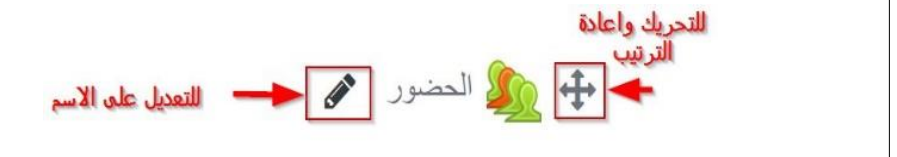 للتحريك واعادة
الترتيب
الحضور
للتعديل على الاسم